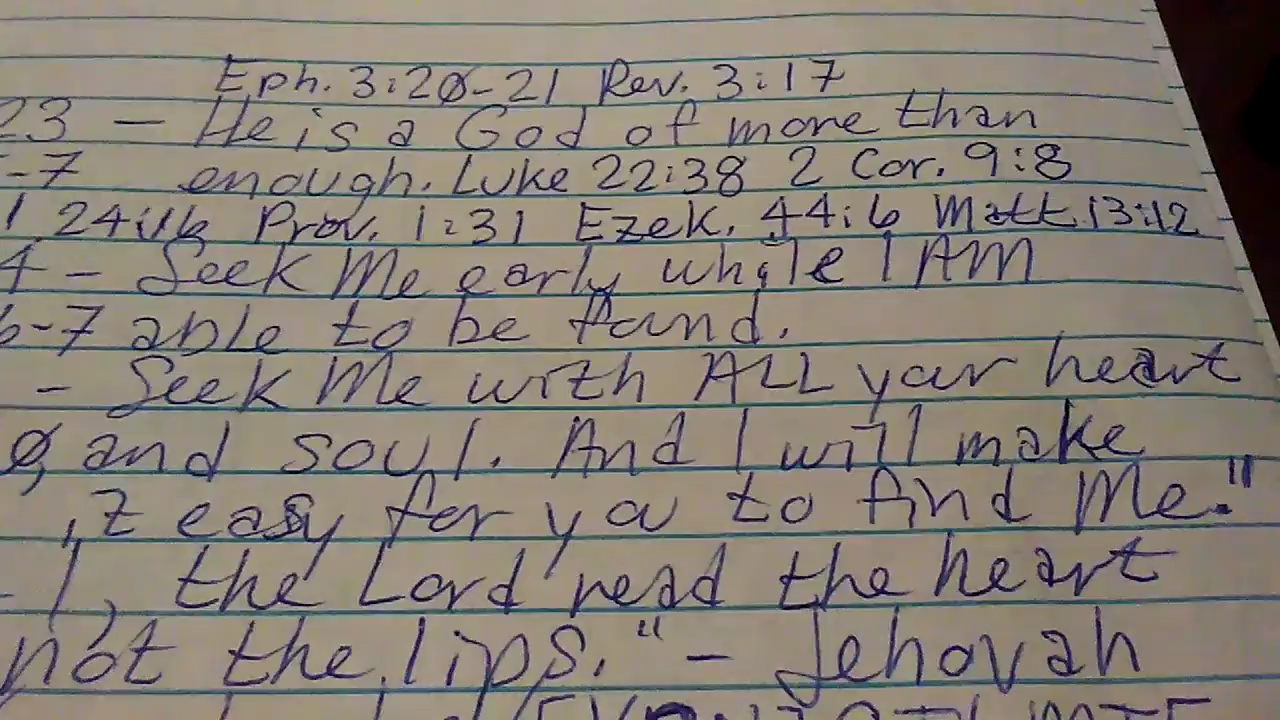 Eph. 3:20-21 Rev. 3:17
23 - He is a God of more than
-7 enough. Luke 22:38 2 Cor. 9:8
Prov. 1:31 Ezek. 44:6 Matt. 13:12
4 - Seek Me early while I AM
6-7 able to be found.
- Seek Me with ALL your heart
and soul. And I will make
it easy for you to find Me."
- I, the Lord read the heart
not the lips." - Jehovah